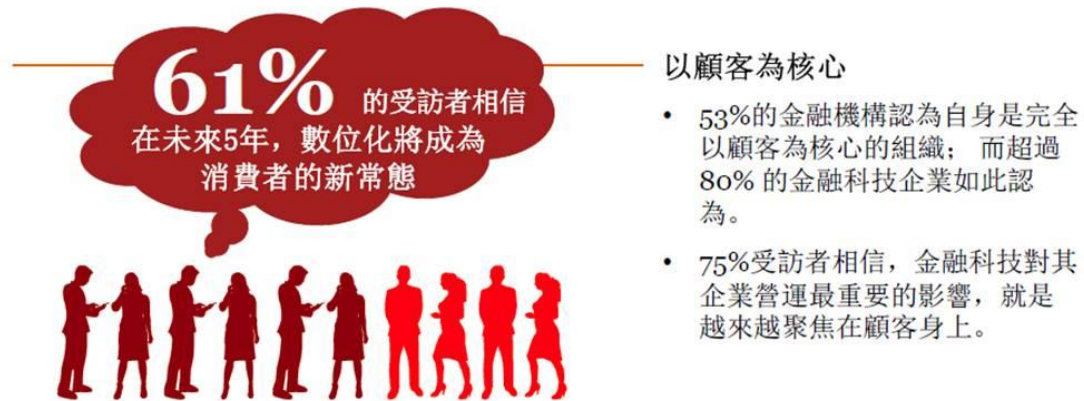 61% 的受訪者相信
在未來5年，數位化將成為
消費者的新常態
以顧客為核心
• 53%的金融機構認為自身是完全
以顧客為核心的組織； 而超過
80% 的金融科技企業如此認
為。
• 75%受訪者相信，金融科技對其
企業營運最重要的影響，就是
越來越聚焦在顧客身上。